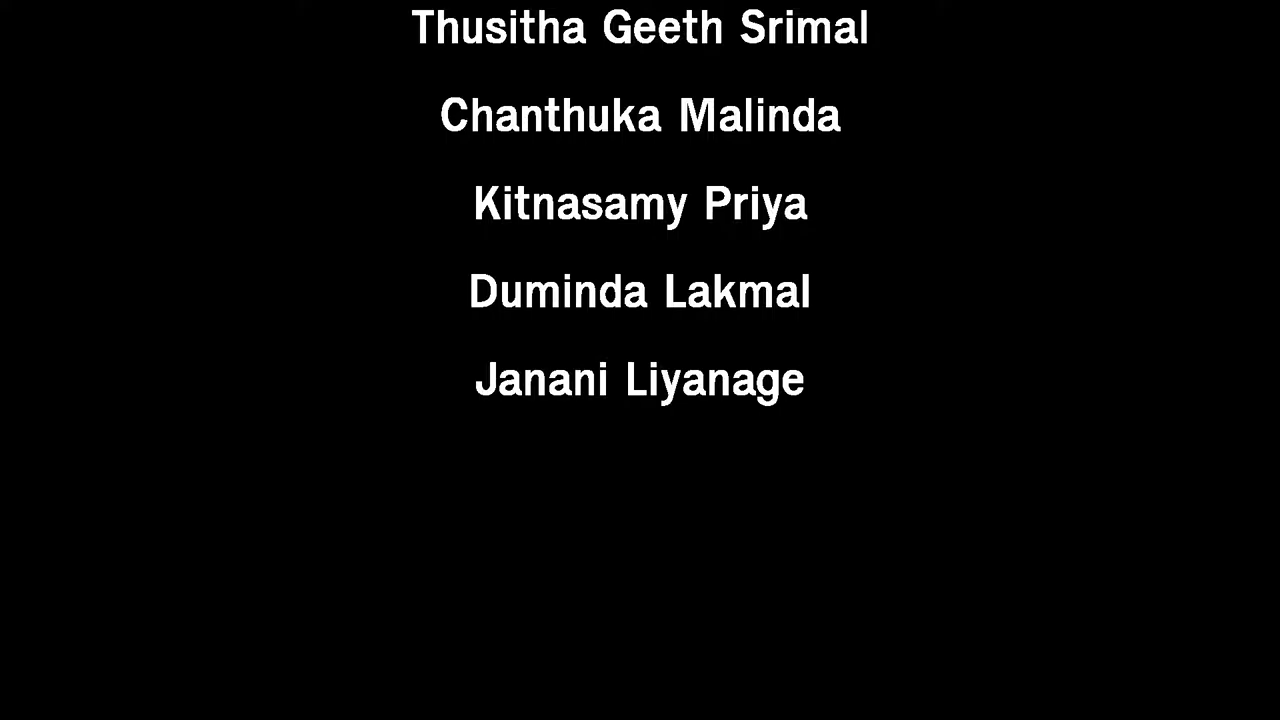 Thusitha Geeth Srimal
Chanthuka Malinda
Kitnasamy Priya
Duminda Lakmal
Janani Liyanage